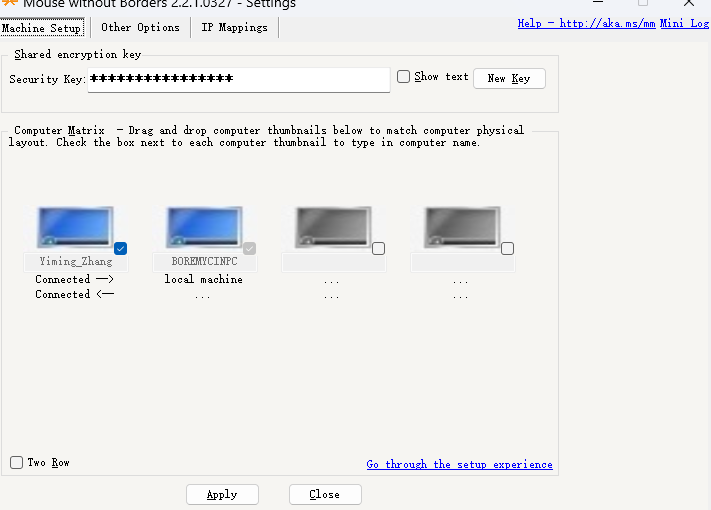 Mouse without Borders 2.2.1.0327 - Settings
Machine Setup Other Options IP Mappings Help - http://aka.ms/mm Mini Log
Shared encryption key
Security Key: **************** Show text New Key
Computer Matrix - Drag and drop computer thumbnails below to match computer physical
layout. Check the box next to each computer thumbnail to type in computer name.
Yiming_Zhang BOREMYCINPC
Connected --> local machine ... ...
Connected <-- ... ... ...
Two Row Go through the setup experience
Apply Close